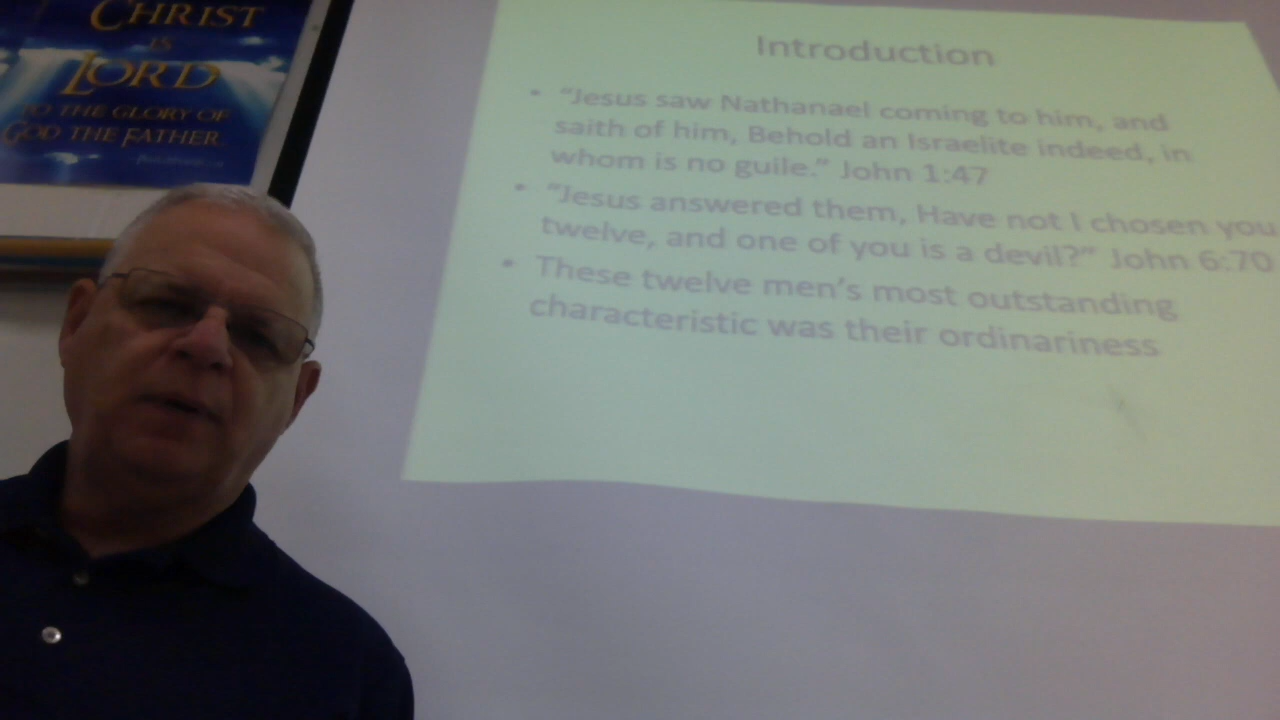 CHRIST
IS
LORD
TO THE GLORY OF
GOD THE FATHER.
Introduction
• “Jesus saw Nathanael coming to him, and
saith of him, Behold an Israelite indeed, in
whom is no guile.” John 1:47
• “Jesus answered them, Have not I chosen you
twelve, and one of you is a devil?” John 6:70
• These twelve men’s most outstanding
characteristic was their ordinariness